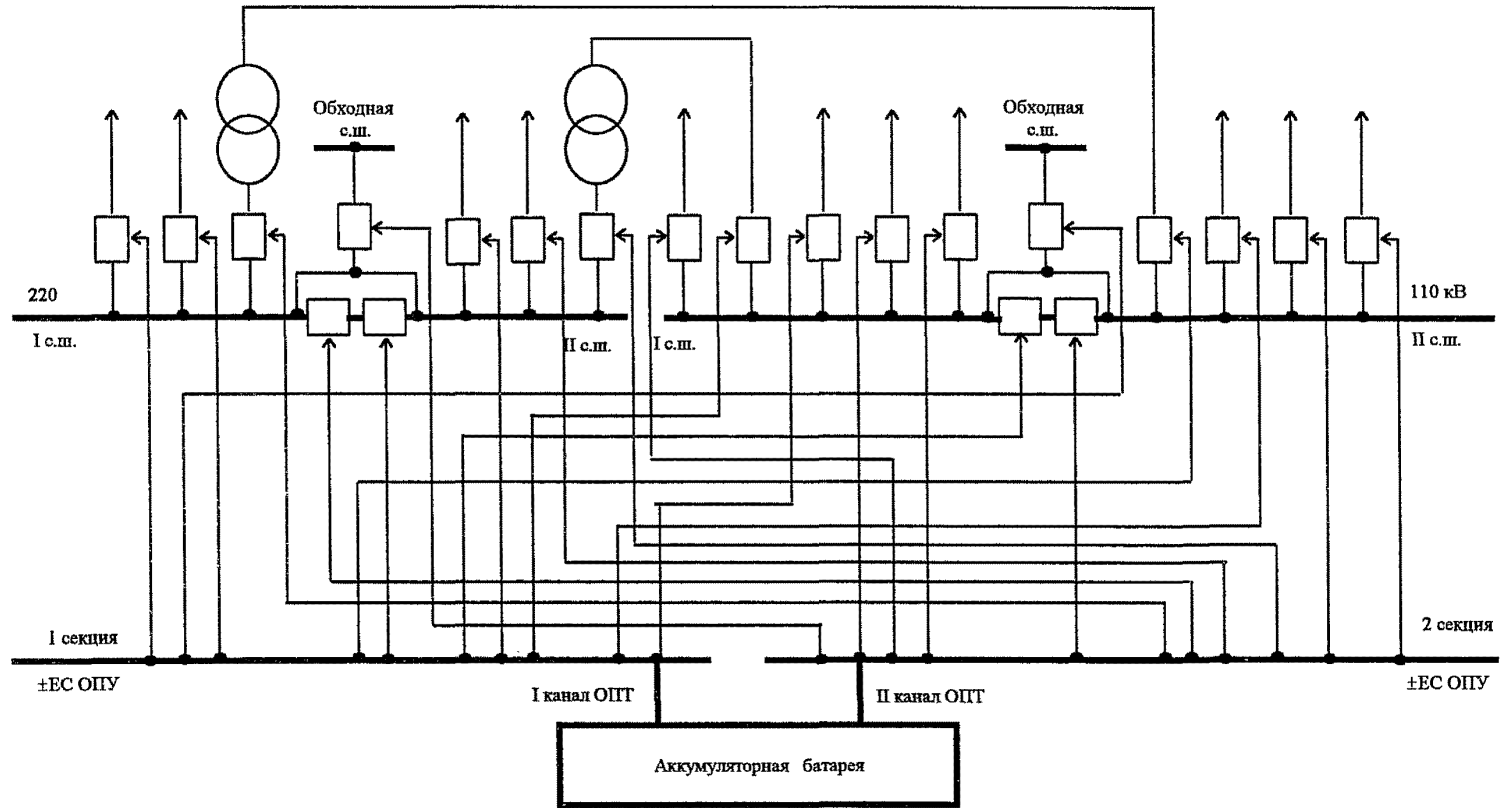 Обходная
с.ш.
Обходная
с.ш.
220
110 кВ
I с.ш.
II с.ш.
I с.ш.
II с.ш.
1 секция
2 секция
±ЕС ОПУ
I канал ОПТ
II канал ОПТ
±ЕС ОПУ
Аккумуляторная батарея